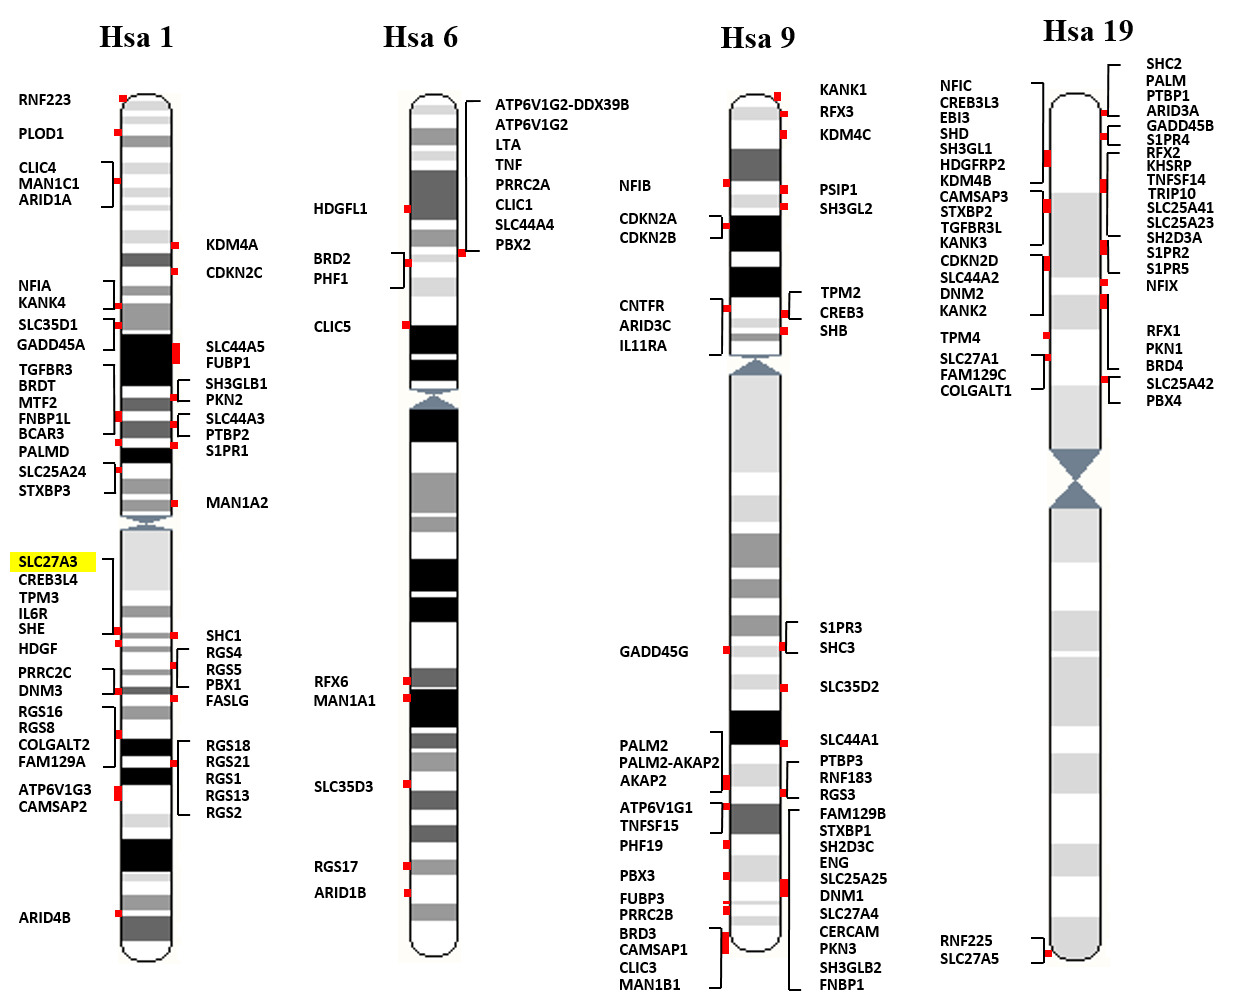 Hsa 1
RNF223
PLOD1
CLIC4
MAN1C1
ARID1A
NFIA
KANK4
SLC35D1
GADD45A
TGFBR3
BRDT
MTF2
FNBP1L
BCAR3
PALMD
SLC25A24
STXBP3
SLC27A3
CREB3L4
TPM3
IL6R
SHE
HDGF
PRRC2C
DNM3
RGS16
RGS8
COLGALT2
FAM129A
ATP6V1G3
CAMSAP2
ARID4B
KDM4A
CDKN2C
SLC44A5
FUBP1
SH3GLB1
PKN2
SLC44A3
PTBP2
S1PR1
MAN1A2
SHC1
RGS4
RGS5
PBX1
FASLG
RGS18
RGS21
RGS1
RGS13
RGS2
Hsa 6
HDGFL1
BRD2
PHF1
CLIC5
RFX6
MAN1A1
SLC35D3
RGS17
ARID1B
ATP6V1G2-DDX39B
ATP6V1G2
LTA
TNF
PRRC2A
CLIC1
SLC44A4
PBX2
Hsa 9
NFIB
CDKN2A
CDKN2B
CNTFR
ARID3C
IL11RA
GADD45G
PALM2
PALM2-AKAP2
AKAP2
ATP6V1G1
TNFSF15
PHF19
PBX3
FUBP3
PRRC2B
BRD3
CAMSAP1
CLIC3
MAN1B1
KANK1
RFX3
KDM4C
PSIP1
SH3GL2
TPM2
CREB3
SHB
S1PR3
SHC3
SLC35D2
SLC44A1
PTBP3
RNF183
RGS3
FAM129B
STXBP1
SH2D3C
ENG
SLC25A25
DNM1
SLC27A4
CERCAM
PKN3
SH3GLB2
FNBP1
Hsa 19
NFIC
CREB3L3
EBI3
SHD
SH3GL1
HDGFRP2
KDM4B
CAMSAP3
STXBP2
TGFBR3L
KANK3
CDKN2D
SLC44A2
DNM2
KANK2
TPM4
SLC27A1
FAM129C
COLGALT1
RNF225
SLC27A5
SHC2
PALM
PTBP1
ARID3A
GADD45B
S1PR4
RFX2
KHSRP
TNFSF14
TRIP10
SLC25A41
SLC25A23
SH2D3A
S1PR2
S1PR5
NFIX
RFX1
PKN1
BRD4
SLC25A42
PBX4